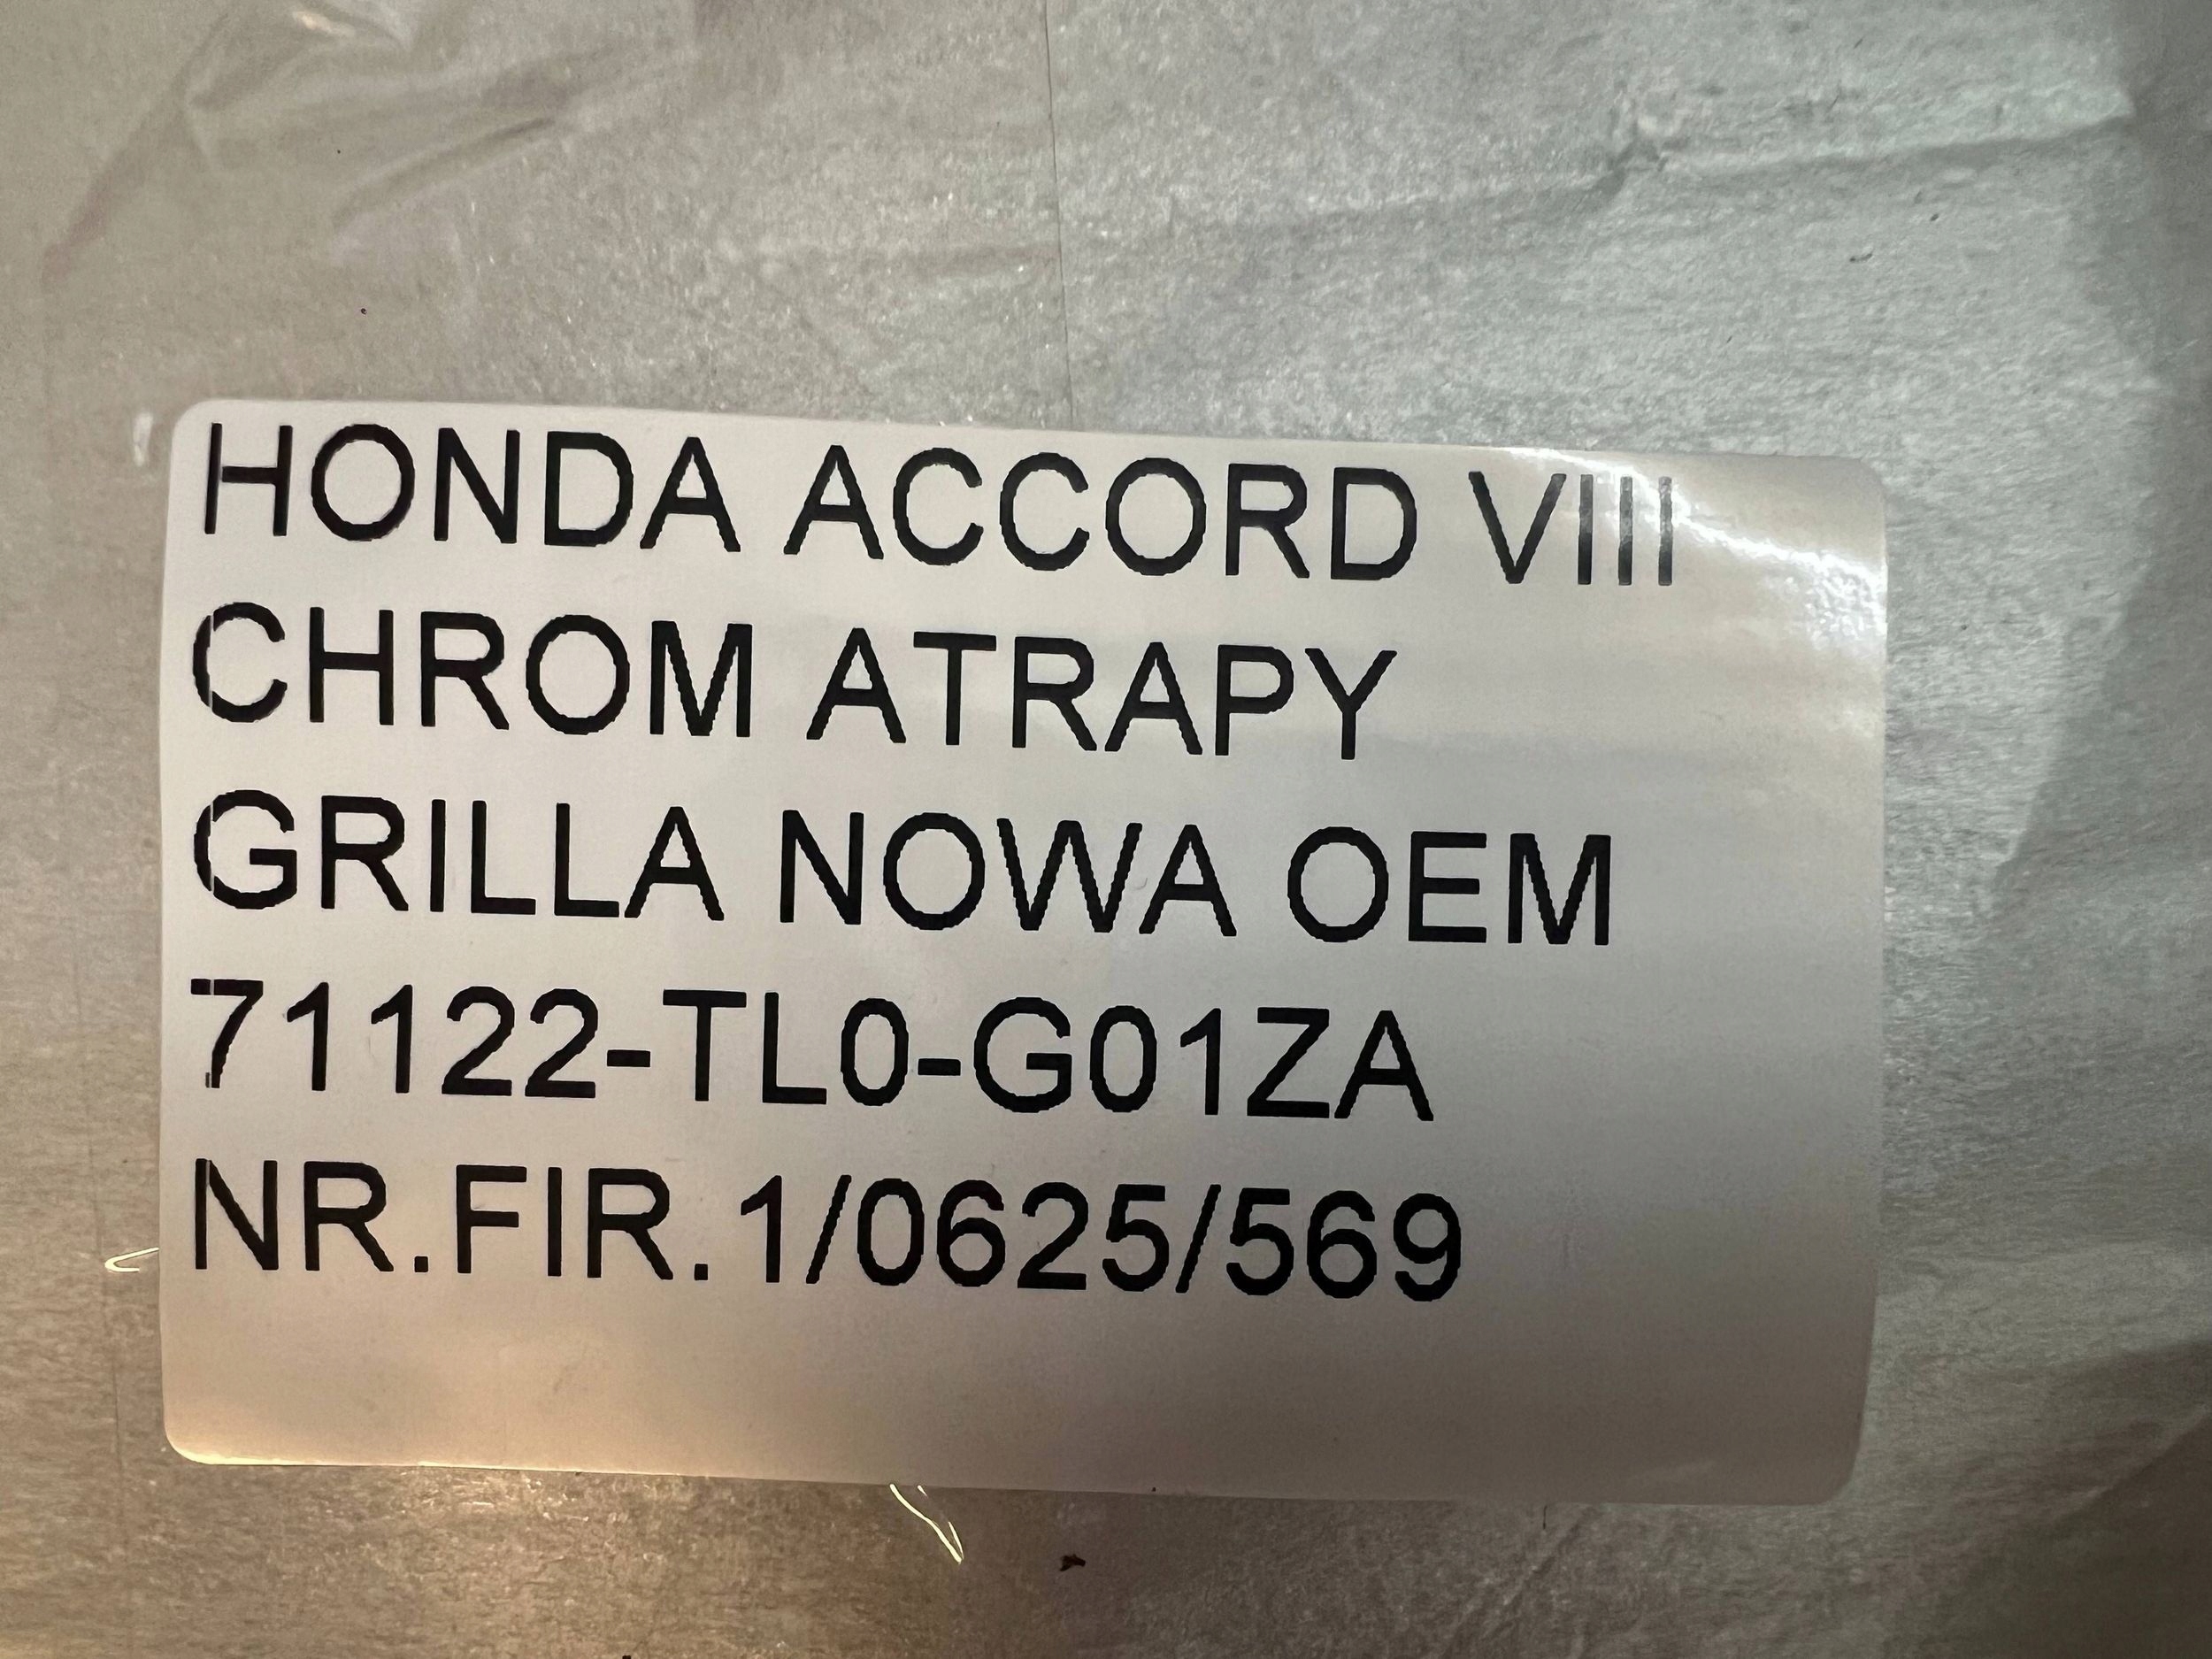 HONDA ACCORD VIII
CHROM ATRAPY
GRILLA NOWA OEM
71122-TL0-G01ZA
NR.FIR.1/0625/569